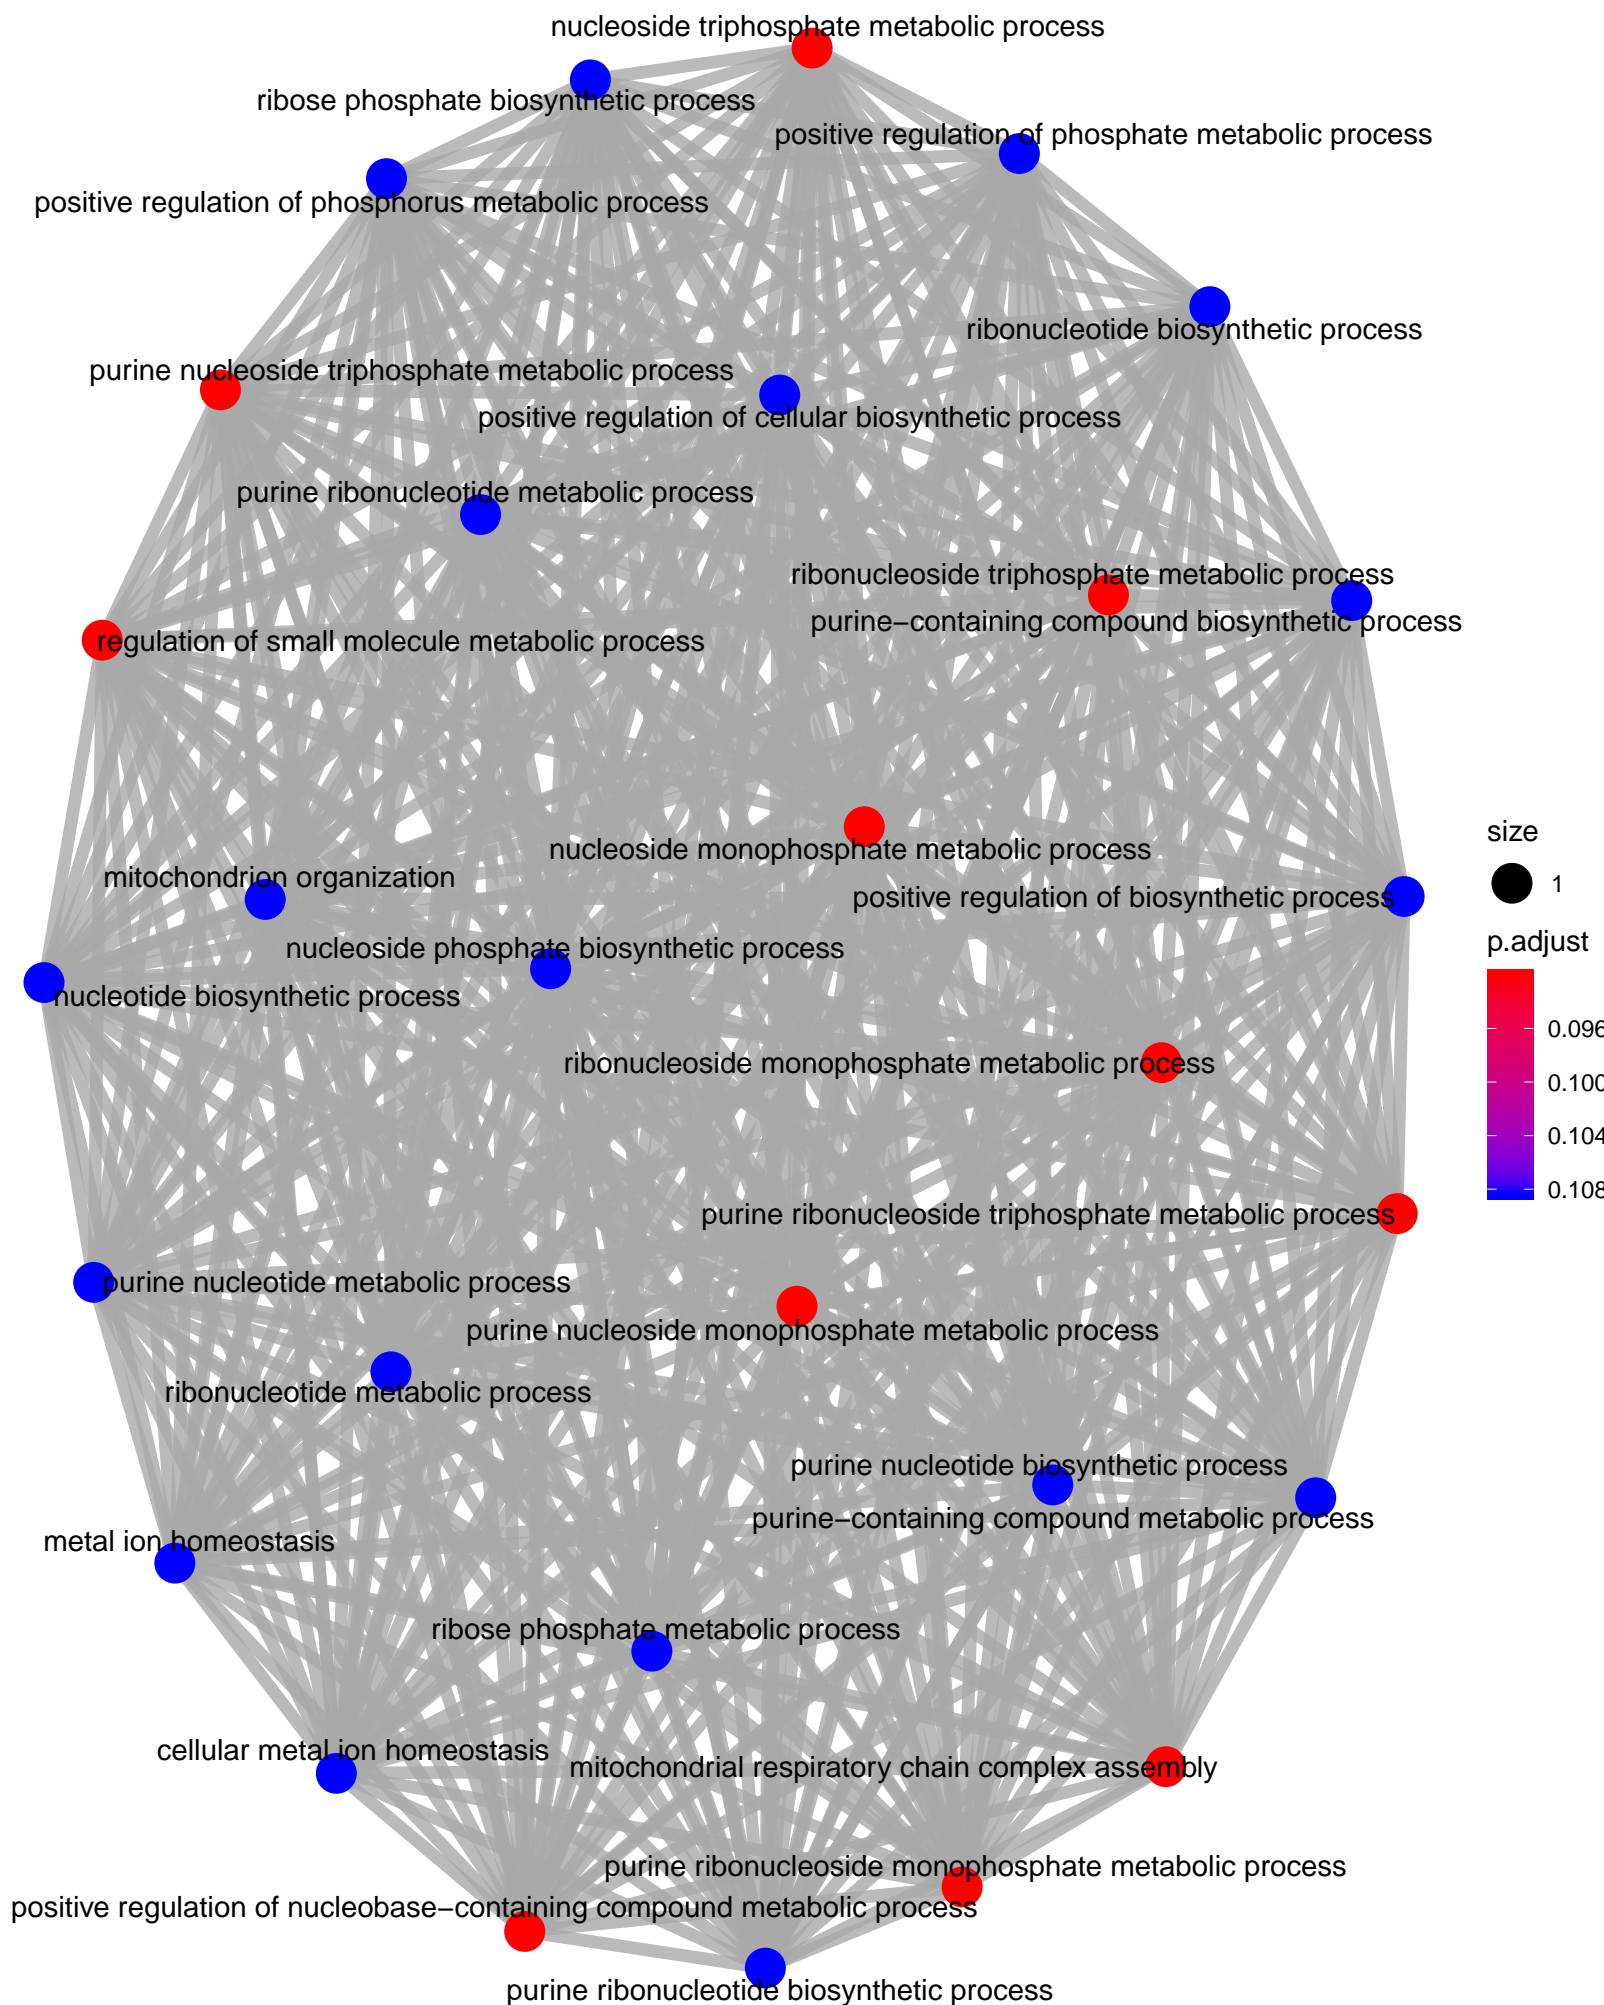 nucleoside triphosphate metabolic process
ribose phosphate biosynthetic process
positive regulation of phosphate metabolic process
positive regulation of phosphorus metabolic process
ribonucleotide biosynthetic process
purine nucleoside triphosphate metabolic process
positive regulation of cellular biosynthetic process
purine ribonucleotide metabolic process
ribonucleoside triphosphate metabolic process
purine−containing compound biosynthetic process
regulation of small molecule metabolic process
nucleoside monophosphate metabolic process
mitochondrion organization
positive regulation of biosynthetic process
nucleoside phosphate biosynthetic process
nucleotide biosynthetic process
ribonucleoside monophosphate metabolic process
purine ribonucleoside triphosphate metabolic process
purine nucleotide metabolic process
purine nucleoside monophosphate metabolic process
ribonucleotide metabolic process
purine nucleotide biosynthetic process
purine−containing compound metabolic process
metal ion homeostasis
ribose phosphate metabolic process
cellular metal ion homeostasis
mitochondrial respiratory chain complex assembly
purine ribonucleoside monophosphate metabolic process
positive regulation of nucleobase−containing compound metabolic process
purine ribonucleotide biosynthetic process
size
1
p.adjust
0.096
0.100
0.104
0.108